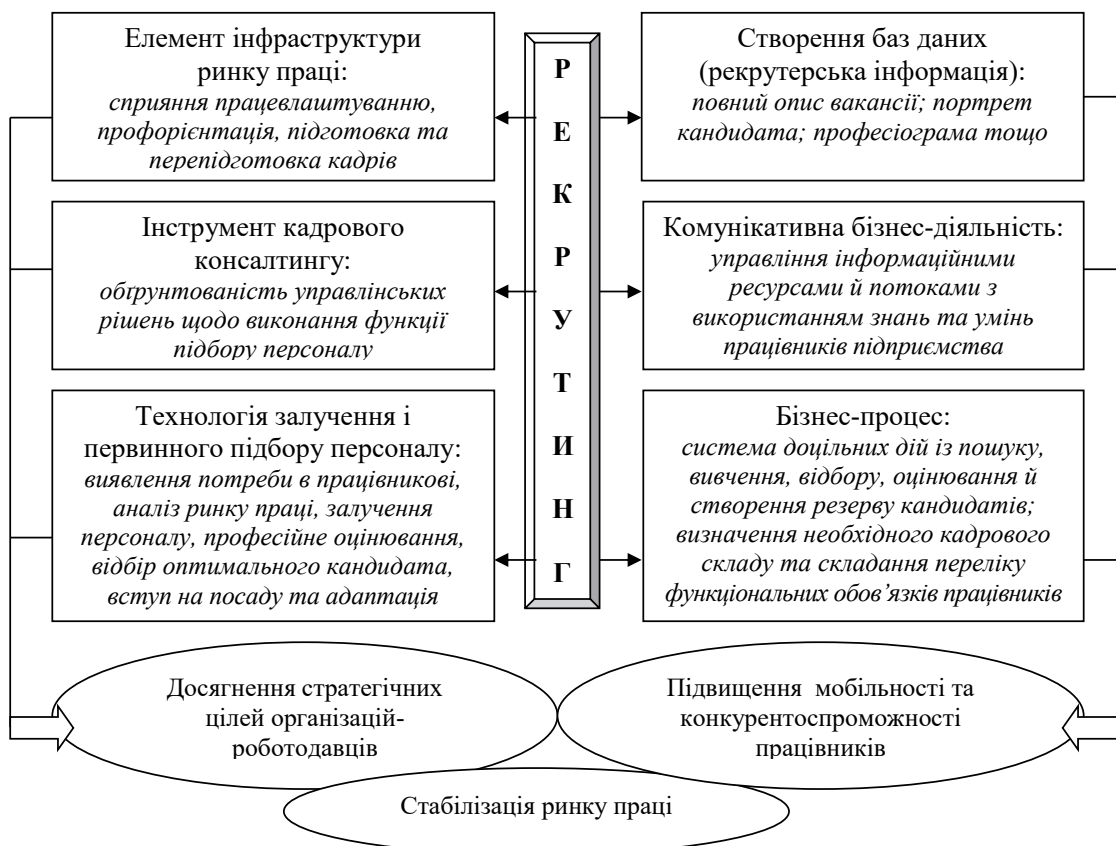 Елемент інфраструктури
ринку праці:
сприяння працевлаштуванню,
профорієнтація, підготовка та
перепідготовка кадрів
Інструмент кадрового
консалтингу:
обґрунтованість управлінських
рішень щодо виконання функції
підбору персоналу
Технологія залучення і
первинного підбору персоналу:
виявлення потреби в працівникові,
аналіз ринку праці, залучення
персоналу, професійне оцінювання,
відбір оптимального кандидата,
вступ на посаду та адаптація
Р
Е
К
Р
У
Т
И
Н
Г
Створення баз даних
(рекрутерська інформація):
повний опис вакансії; портрет
кандидата; професіограма тощо
Комунікативна бізнес-діяльність:
управління інформаційними
ресурсами й потоками з
використанням знань та умінь
працівників підприємства
Бізнес-процес:
система доцільних дій із пошуку,
вивчення, відбору, оцінювання й
створення резерву кандидатів;
визначення необхідного кадрового
складу та складання переліку
функціональних обов’язків працівників
Досягнення стратегічних
цілей організацій-
роботодавців
Підвищення мобільності та
конкурентоспроможності
працівників
Стабілізація ринку праці